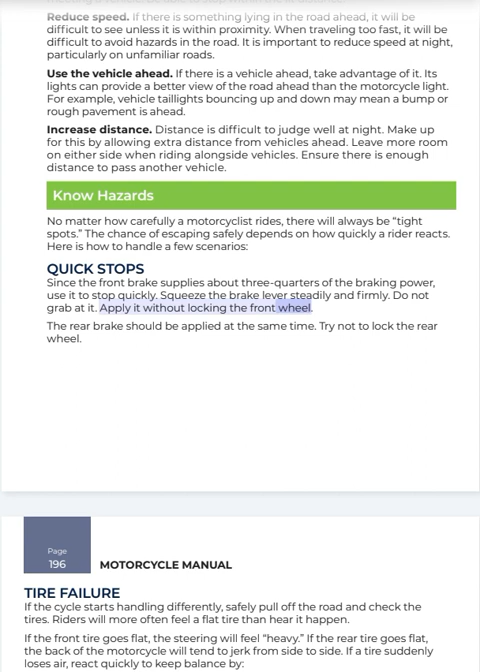 Reduce speed. If there is something lying in the road ahead, it will be
difficult to see unless it is within proximity. When traveling too fast, it will be
difficult to avoid hazards in the road. It is important to reduce speed at night,
particularly on unfamiliar roads.
Use the vehicle ahead. If there is a vehicle ahead, take advantage of it. Its
lights can provide a better view of the road ahead than the motorcycle light.
For example, vehicle taillights bouncing up and down may mean a bump or
rough pavement is ahead.
Increase distance. Distance is difficult to judge well at night. Make up
for this by allowing extra distance from vehicles ahead. Leave more room
on either side when riding alongside vehicles. Ensure there is enough
distance to pass another vehicle.
Know Hazards
No matter how carefully a motorcyclist rides, there will always be “tight
spots.” The chance of escaping safely depends on how quickly a rider reacts.
Here is how to handle a few scenarios:
QUICK STOPS
Since the front brake supplies about three-quarters of the braking power,
use it to stop quickly. Squeeze the brake lever steadily and firmly. Do not
grab at it. Apply it without locking the front wheel.
The rear brake should be applied at the same time. Try not to lock the rear
wheel.
Page
196
MOTORCYCLE MANUAL
TIRE FAILURE
If the cycle starts handling differently, safely pull off the road and check the
tires. Riders will more often feel a flat tire than hear it happen.
If the front tire goes flat, the steering will feel “heavy.” If the rear tire goes flat,
the back of the motorcycle will tend to jerk from side to side. If a tire suddenly
loses air, react quickly to keep balance by: